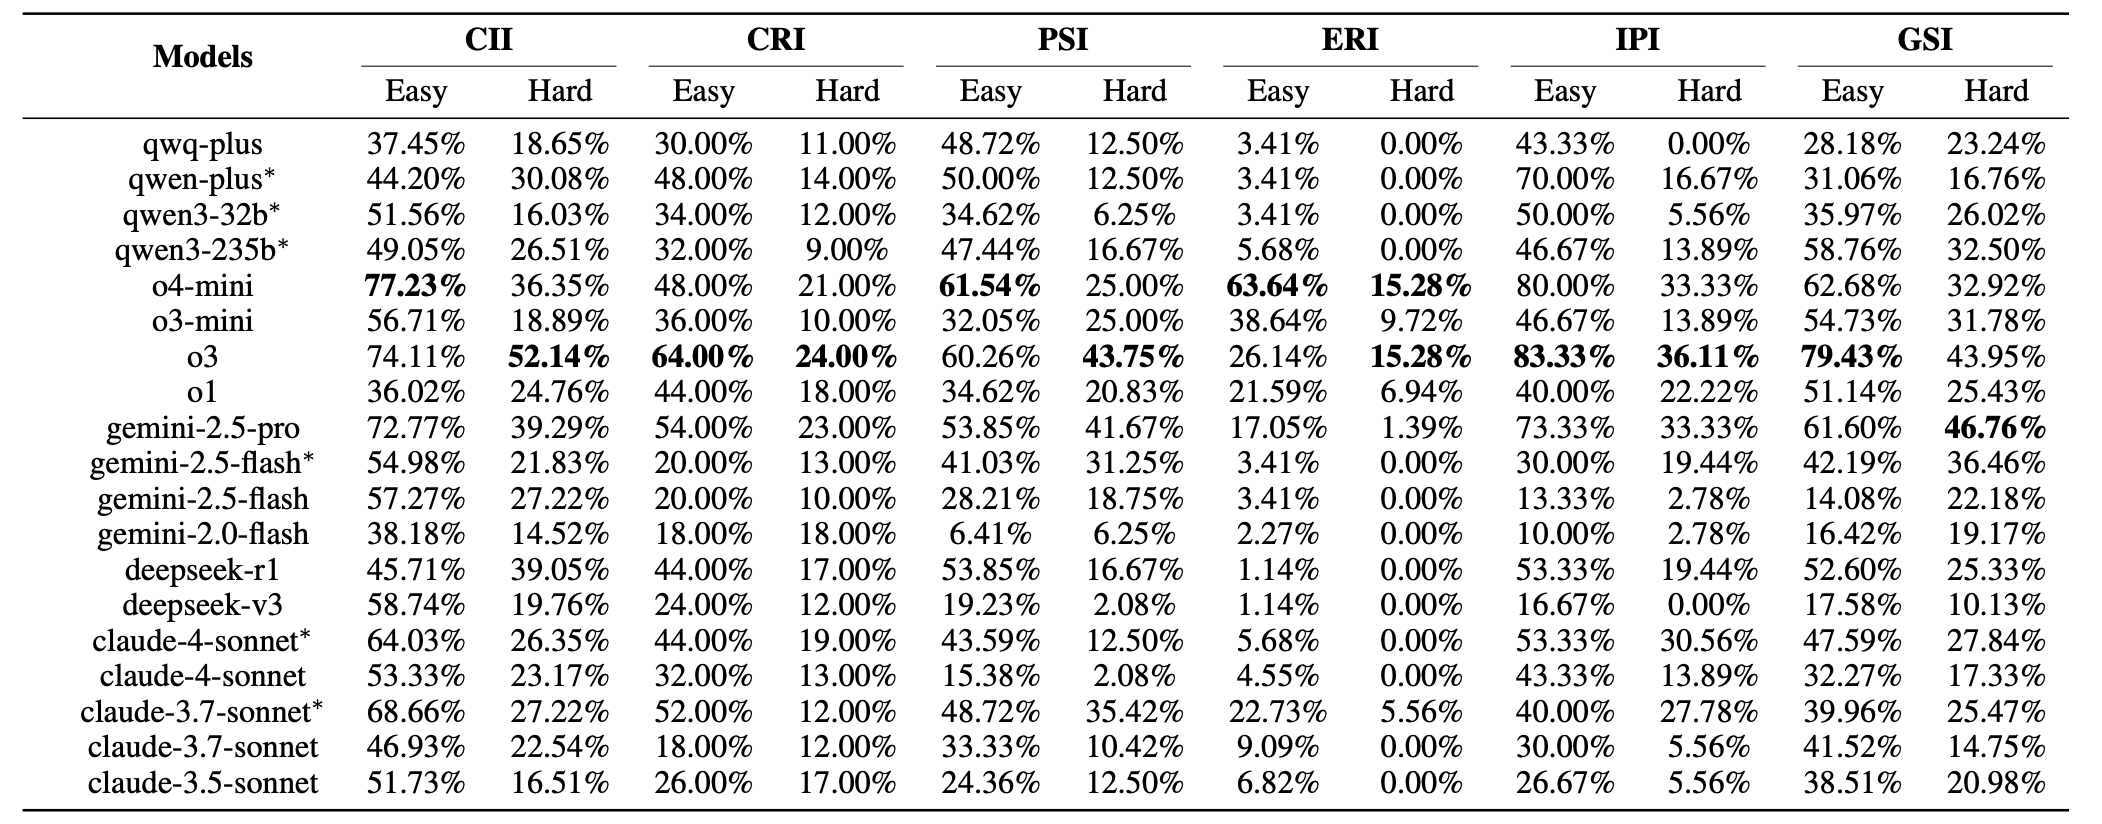 Models CII CRI PSI ERI IPI GSI
Easy Hard Easy Hard Easy Hard Easy Hard Easy Hard Easy Hard
qwq-plus 37.45% 18.65% 30.00% 11.00% 48.72% 12.50% 3.41% 0.00% 43.33% 0.00% 28.18% 23.24%
qwen-plus* 44.20% 30.08% 48.00% 14.00% 50.00% 12.50% 3.41% 0.00% 70.00% 16.67% 31.06% 16.76%
qwen3-32b* 51.56% 16.03% 34.00% 12.00% 34.62% 6.25% 3.41% 0.00% 50.00% 5.56% 35.97% 26.02%
qwen3-235b* 49.05% 26.51% 32.00% 9.00% 47.44% 16.67% 5.68% 0.00% 46.67% 13.89% 58.76% 32.50%
o4-mini 77.23% 36.35% 48.00% 21.00% 61.54% 25.00% 63.64% 15.28% 80.00% 33.33% 62.68% 32.92%
o3-mini 56.71% 18.89% 36.00% 10.00% 32.05% 25.00% 38.64% 9.72% 46.67% 13.89% 54.73% 31.78%
o3 74.11% 52.14% 64.00% 24.00% 60.26% 43.75% 26.14% 15.28% 83.33% 36.11% 79.43% 43.95%
o1 36.02% 24.76% 44.00% 18.00% 34.62% 20.83% 21.59% 6.94% 40.00% 22.22% 51.14% 25.43%
gemini-2.5-pro 72.77% 39.29% 54.00% 23.00% 53.85% 41.67% 17.05% 1.39% 73.33% 33.33% 61.60% 46.76%
gemini-2.5-flash* 54.98% 21.83% 20.00% 13.00% 41.03% 31.25% 3.41% 0.00% 30.00% 19.44% 42.19% 36.46%
gemini-2.5-flash 57.27% 27.22% 20.00% 10.00% 28.21% 18.75% 3.41% 0.00% 13.33% 2.78% 14.08% 22.18%
gemini-2.0-flash 38.18% 14.52% 18.00% 18.00% 6.41% 6.25% 2.27% 0.00% 10.00% 2.78% 16.42% 19.17%
deepseek-r1 45.71% 39.05% 44.00% 17.00% 53.85% 16.67% 1.14% 0.00% 53.33% 19.44% 52.60% 25.33%
deepseek-v3 58.74% 19.76% 24.00% 12.00% 19.23% 2.08% 1.14% 0.00% 16.67% 0.00% 17.58% 10.13%
claude-4-sonnet* 64.03% 26.35% 44.00% 19.00% 43.59% 12.50% 5.68% 0.00% 53.33% 30.56% 47.59% 27.84%
claude-4-sonnet 53.33% 23.17% 32.00% 13.00% 15.38% 2.08% 4.55% 0.00% 43.33% 13.89% 32.27% 17.33%
claude-3.7-sonnet* 68.66% 27.22% 52.00% 12.00% 48.72% 35.42% 22.73% 5.56% 40.00% 27.78% 39.96% 25.47%
claude-3.7-sonnet 46.93% 22.54% 18.00% 12.00% 33.33% 10.42% 9.09% 0.00% 30.00% 5.56% 41.52% 14.75%
claude-3.5-sonnet 51.73% 16.51% 26.00% 17.00% 24.36% 12.50% 6.82% 0.00% 26.67% 5.56% 38.51% 20.98%